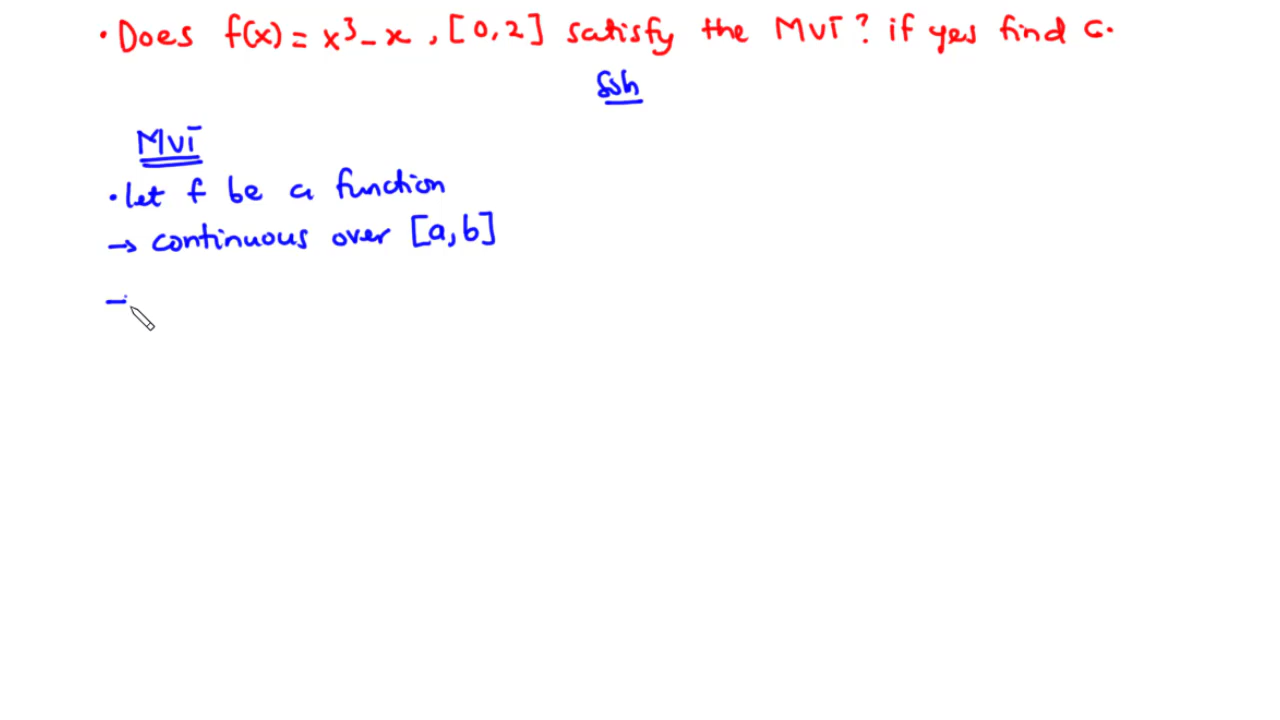 • Does f(x) = x³ - x , [0,2] satisfy the MVT? if yes find c.
Soln
MVT
• let f be a function
→ continuous over [a,b]